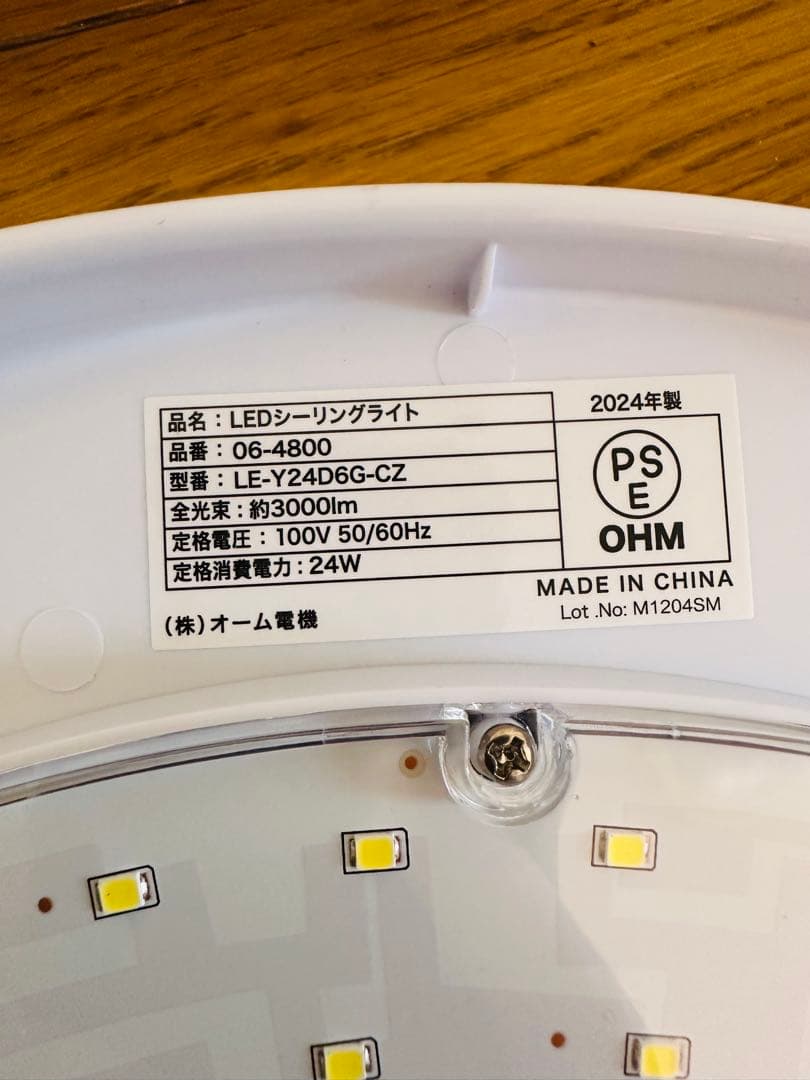 品名：LEDシーリングライト
品番：06-4800
型番：LE-Y24D6G-CZ
全光束：約3000lm
定格電圧：100V 50/60Hz
定格消費電力：24W
(株)オーム電機
2024年製
PS
E
OHM
MADE IN CHINA
Lot .No: M1204SM